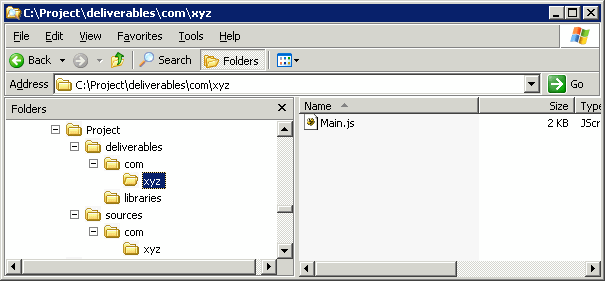 C:\Project\deliverables\com\xyz
File Edit View Favorites Tools Help
Back Search Folders
Address C:\Project\deliverables\com\xyz Go
Folders
Project
deliverables
com
xyz
libraries
sources
com
xyz
Name Size Type
Main.js 2 KB JScr